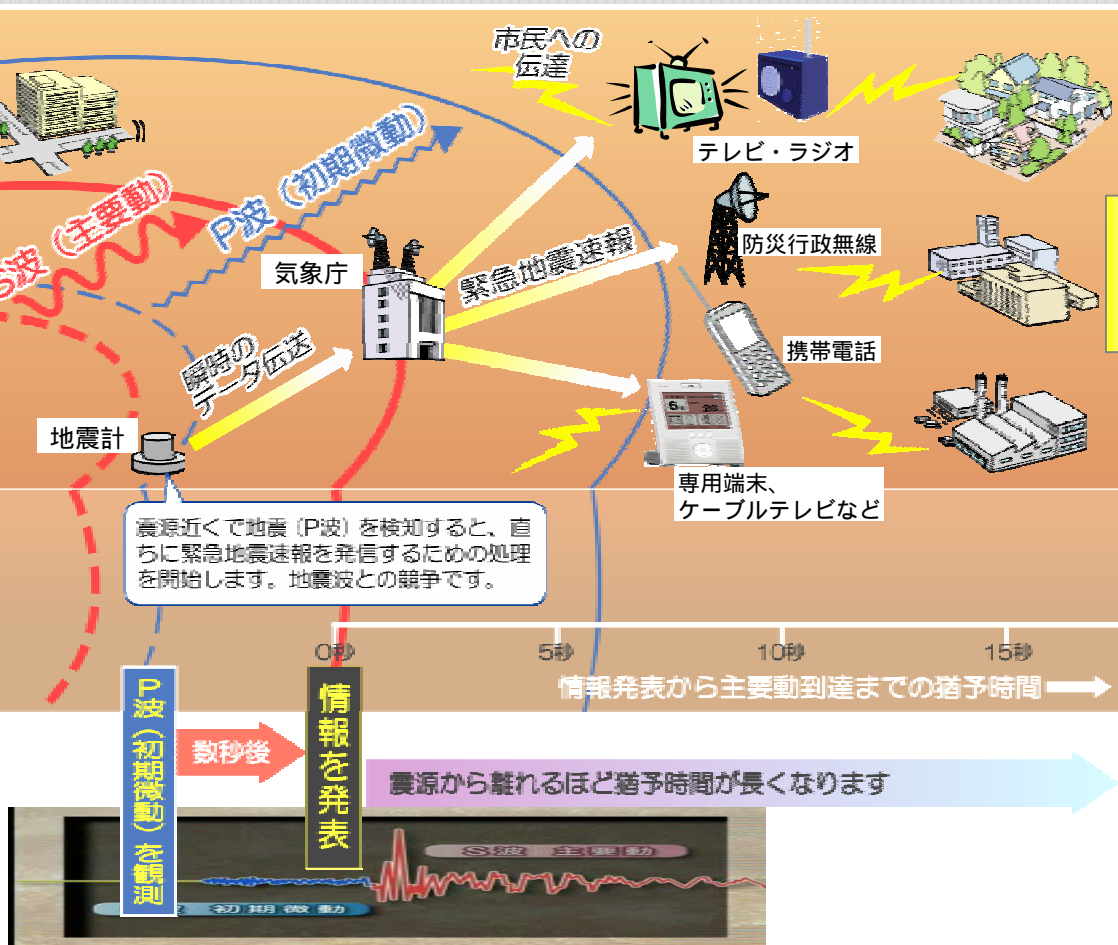 市民への
伝達
テレビ・ラジオ
P波（初期微動）
S波（主要動）
気象庁
緊急地震速報
防災行政無線
携帯電話
瞬時の
データ伝送
地震計
専用端末、
ケーブルテレビなど
震源近くで地震（P波）を検知すると、直
ちに緊急地震速報を発信するための処理
を開始します。地震波との競争です。
0秒
5秒
10秒
15秒
情報発表から主要動到達までの猶予時間
P波（初期微動）を観測
数秒後
情報を発表
震源から離れるほど猶予時間が長くなります
S波 主要動
波 初期微動